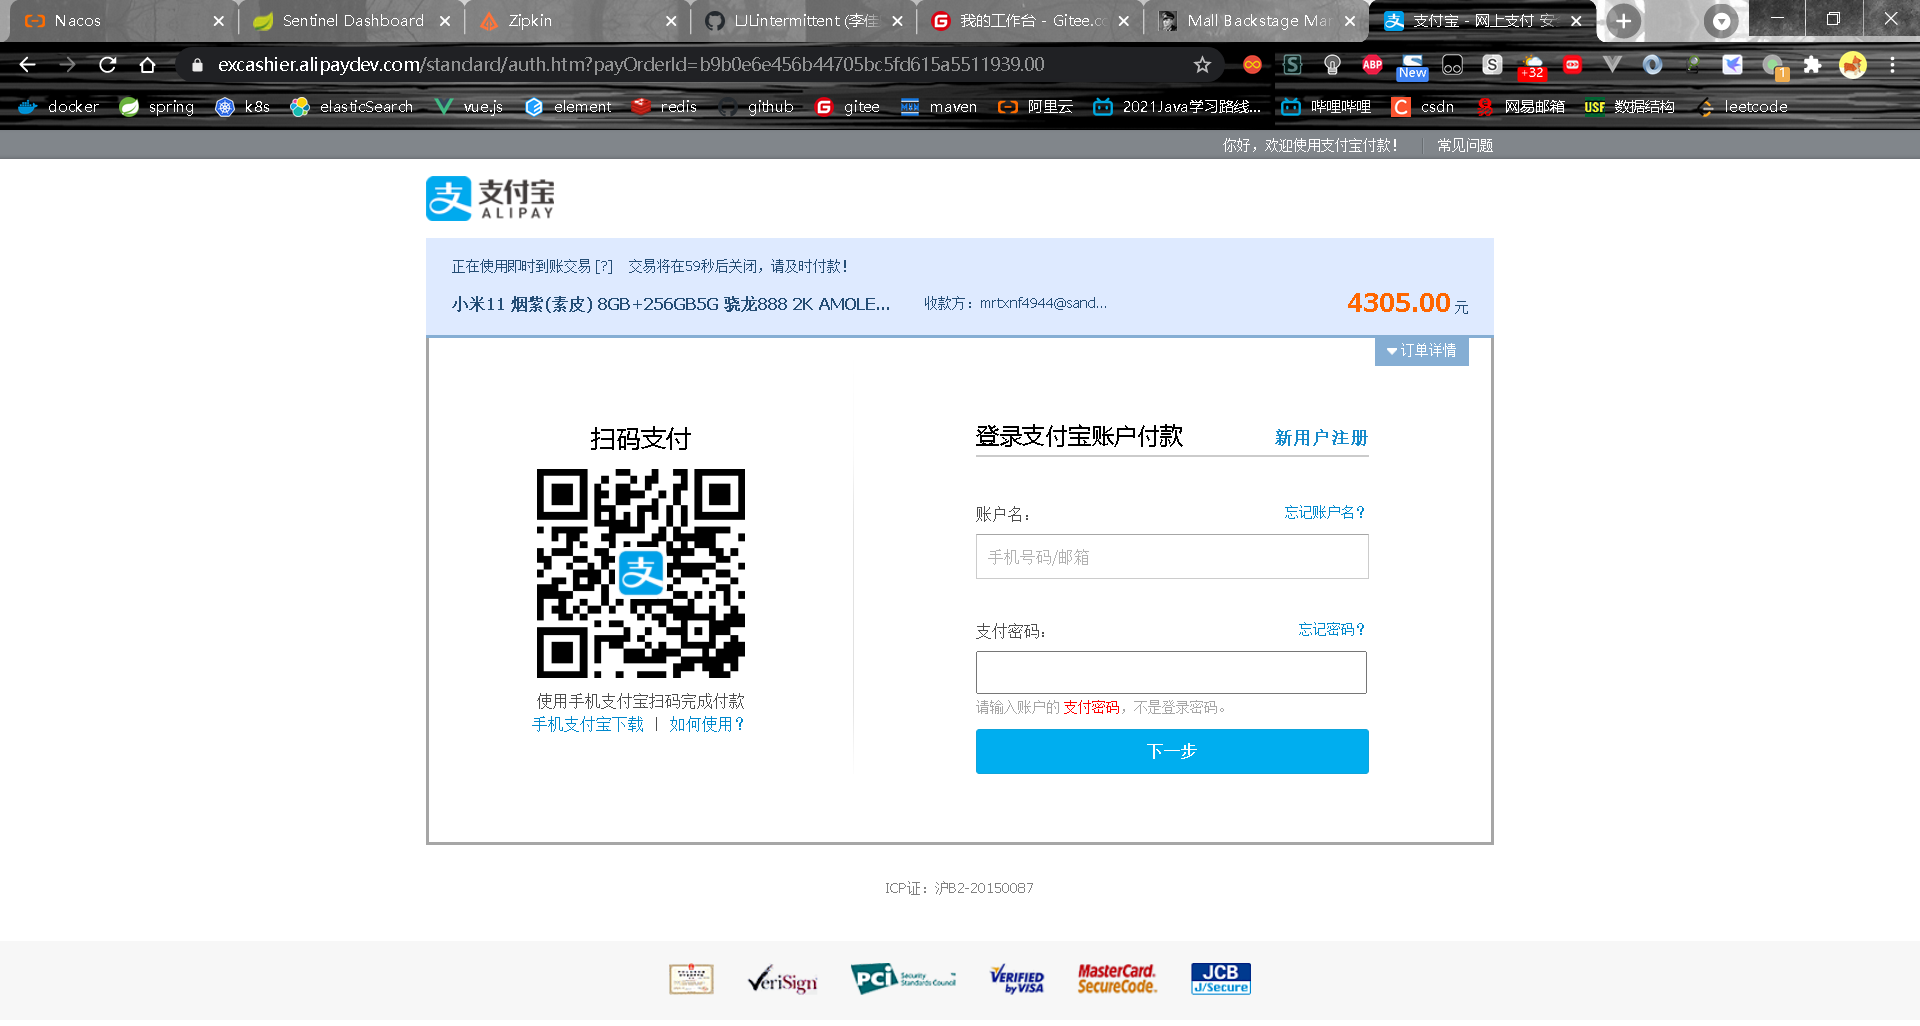 Nacos
Sentinel Dashboard
Zipkin
LJLintermittent (李佳
我的工作台 - Gitee.co
Mall Backstage Mar
支付宝 - 网上支付 安
excashier.alipaydev.com/standard/auth.htm?payOrderId=b9b0e6e456b44705bc5fd615a5511939.00
ABP
New
S
+32
1
docker
spring
k8s
elasticSearch
vue.js
element
redis
github
gitee
maven
阿里云
2021Java学习路线...
哔哩哔哩
csdn
网易邮箱
USF 数据结构
leetcode
你好，欢迎使用支付宝付款！
常见问题
支付宝
ALIPAY
正在使用即时到账交易 [?] 交易将在59秒后关闭，请及时付款！
小米11 烟紫(素皮) 8GB+256GB5G 骁龙888 2K AMOLE... 收款方：mrtxnf4944@sand... 4305.00 元
订单详情
扫码支付
使用手机支付宝扫码完成付款
手机支付宝下载 | 如何使用？
登录支付宝账户付款 新用户注册
账户名： 忘记账户名？
手机号码/邮箱
支付密码： 忘记密码？
请输入账户的 支付密码，不是登录密码。
下一步
ICP证：沪B2-20150087
VeriSign
PCI Security Standards Council
VERIFIED by VISA
MasterCard. SecureCode.
JCB J/Secure